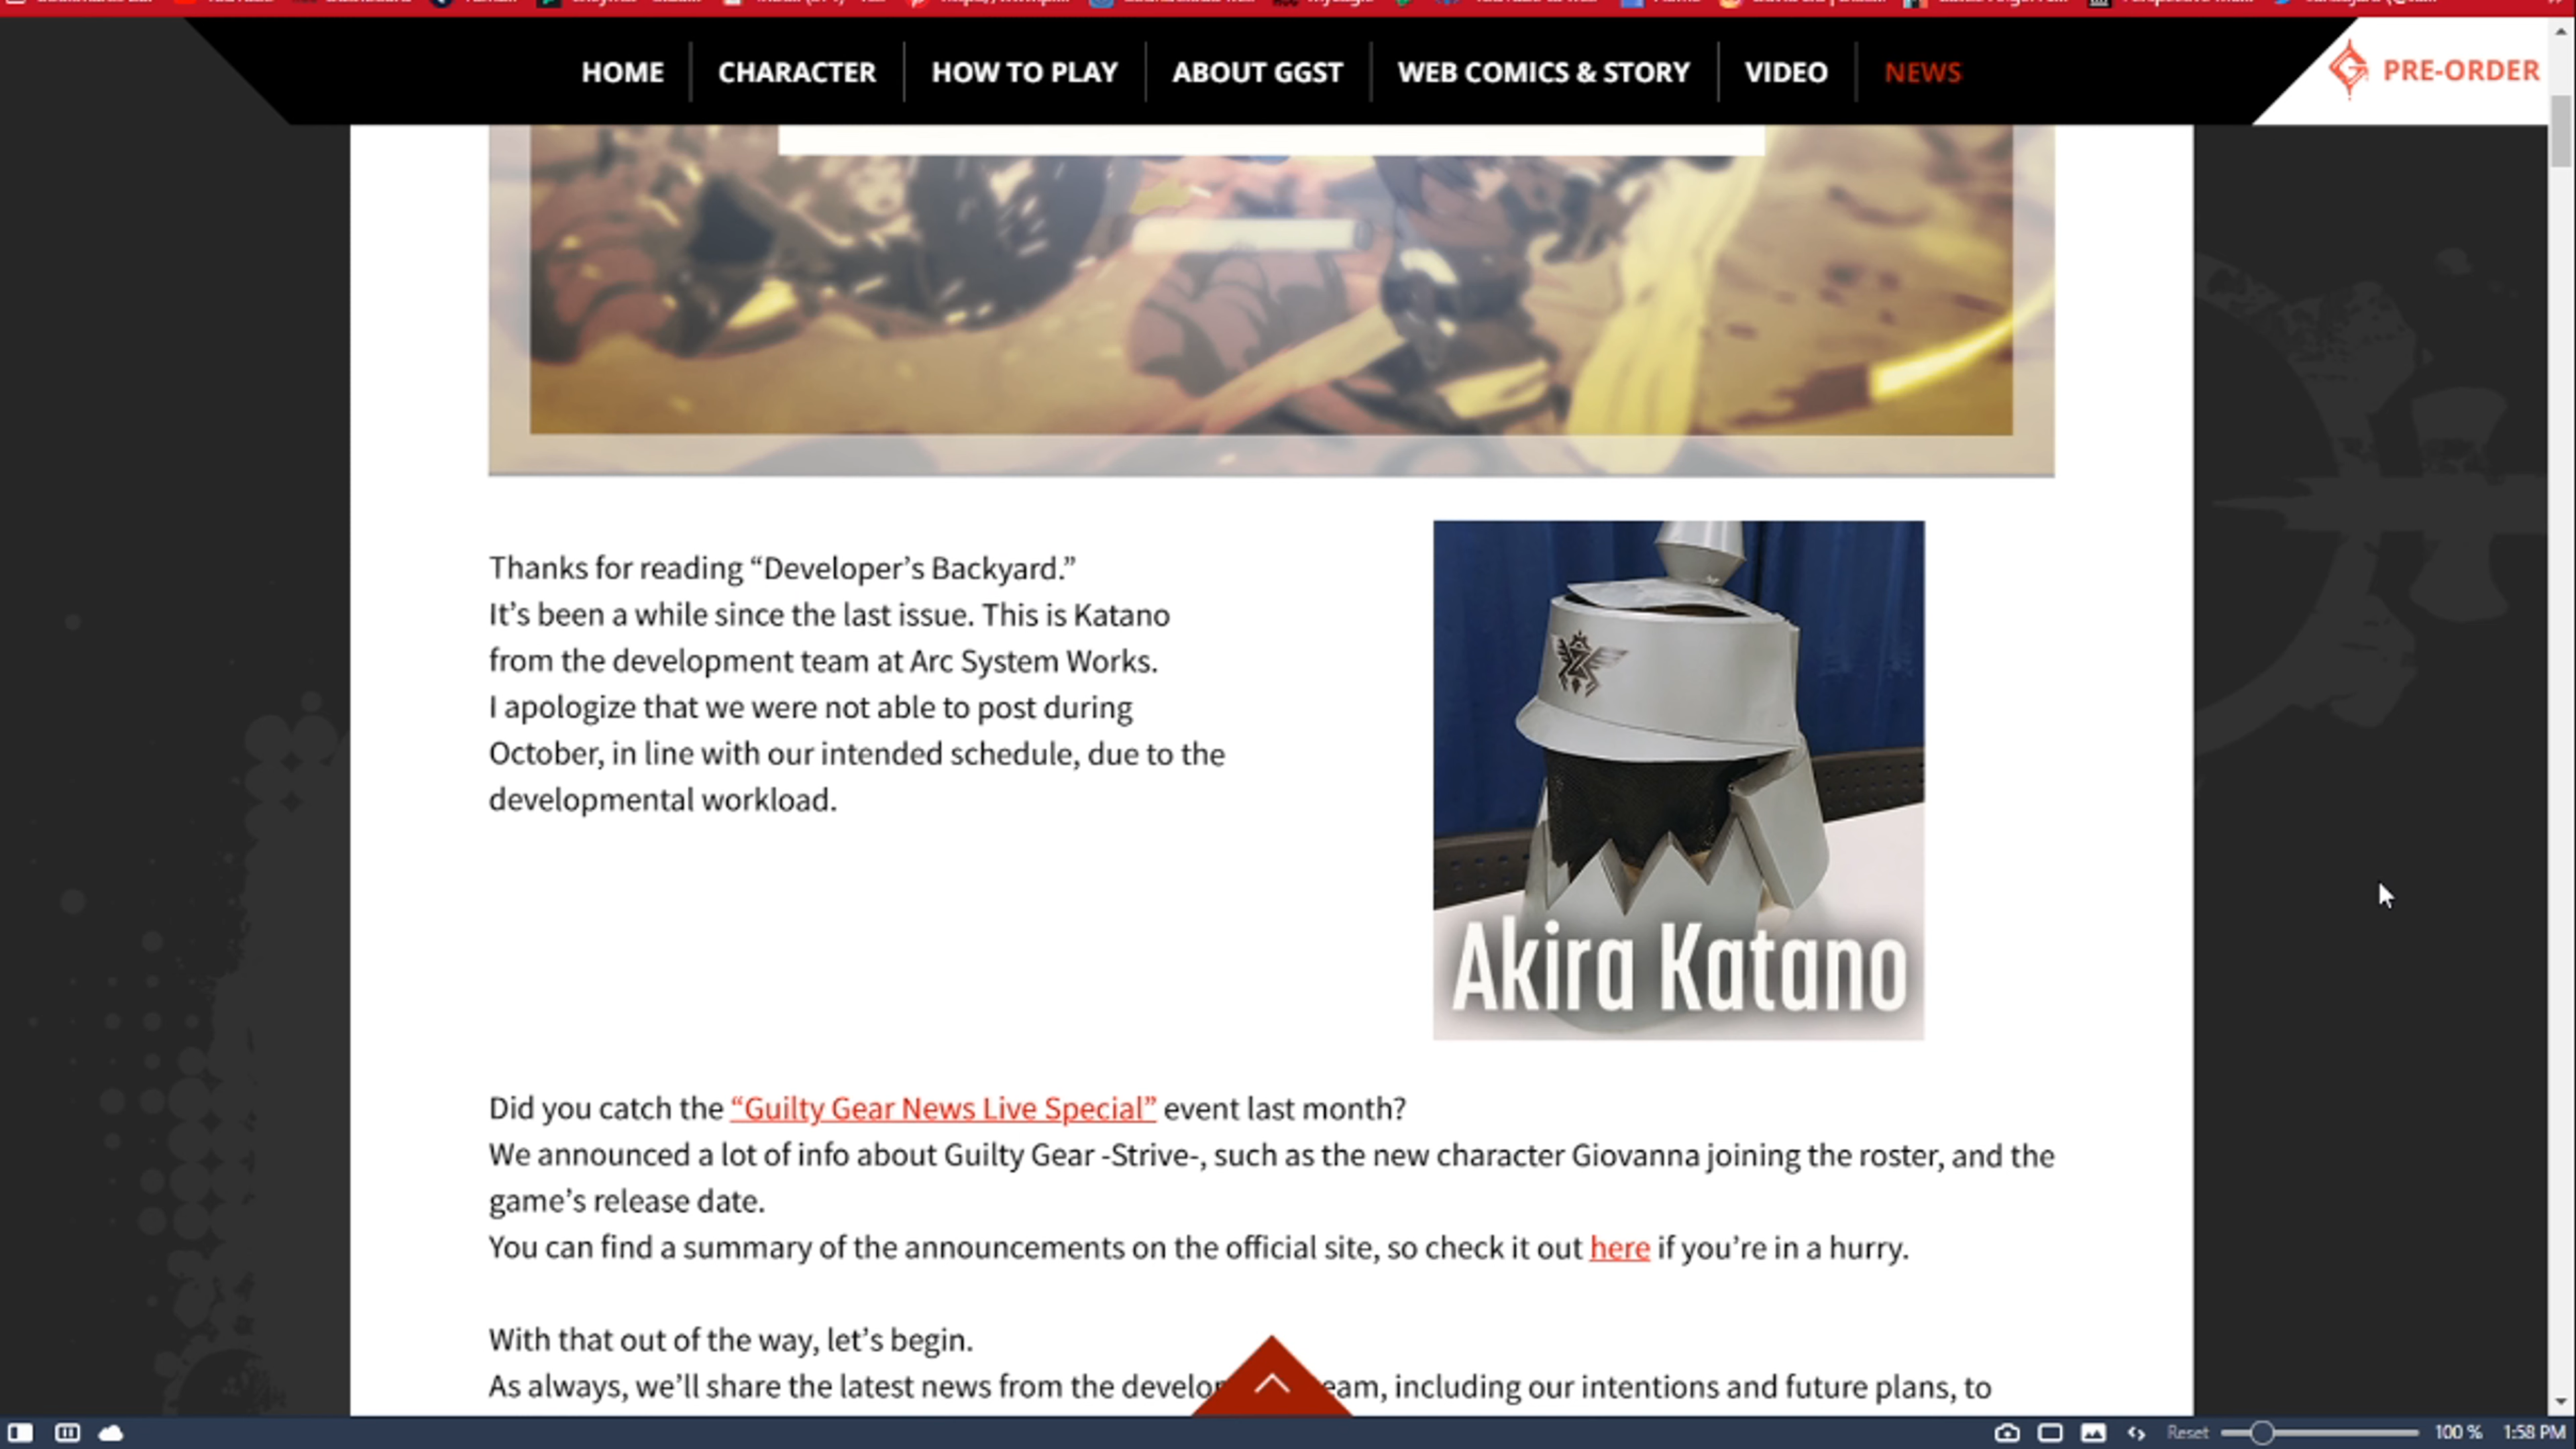 HOME
CHARACTER
HOW TO PLAY
ABOUT GGST
WEB COMICS & STORY
VIDEO
NEWS
PRE-ORDER
Thanks for reading “Developer’s Backyard.”
It’s been a while since the last issue. This is Katano
from the development team at Arc System Works.
I apologize that we were not able to post during
October, in line with our intended schedule, due to the
developmental workload.
Akira Katano
Did you catch the “Guilty Gear News Live Special” event last month?
We announced a lot of info about Guilty Gear -Strive-, such as the new character Giovanna joining the roster, and the
game’s release date.
You can find a summary of the announcements on the official site, so check it out here if you’re in a hurry.
With that out of the way, let’s begin.
As always, we’ll share the latest news from the including our intentions and future plans, to
Reset
100 %
1:58 PM